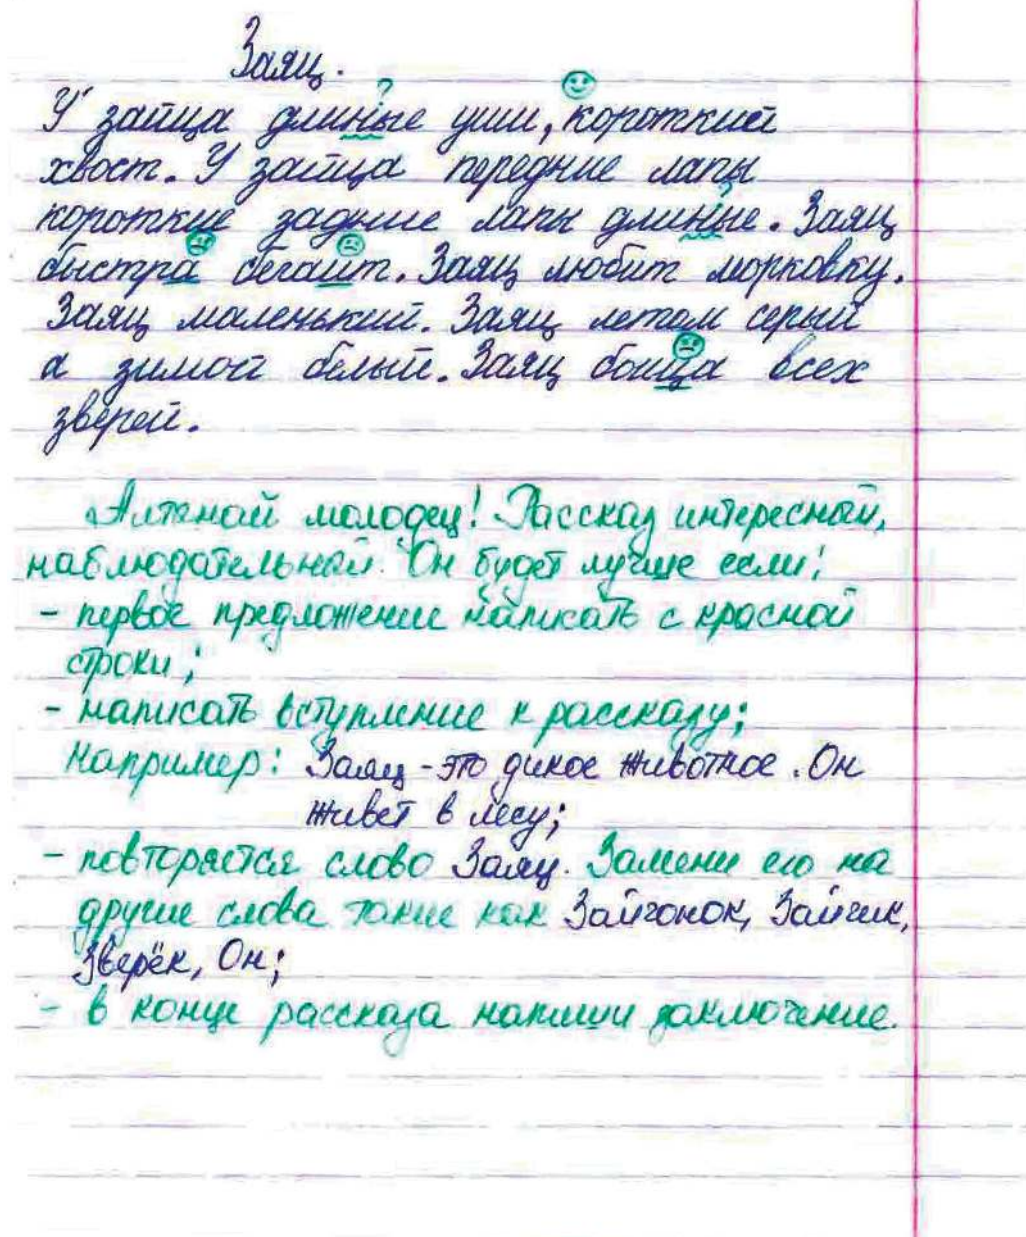 Заяц.
У зайца длиные уши, короткий
хвост. У зайца передние лапы
короткие задние лапы длиные. Заяц
быстра бегаит. Заяц любит морковку.
Заяц маленький. Заяц летом серый
а зимой белый. Заяц боица всех
зверей.
Алтынай молодец! Рассказ интересный,
наблюдательный. Он будет лучше если:
- первое предложение написать с красной
строки;
- написать вступление к рассказу;
Например: Заяц - это дикое животное. Он
живет в лесу;
- повторяется слово Заяц. Замени его на
другие слова такие как Зайчонок, Зайчик,
Зверёк, Он;
- в конце рассказа напиши заключение.